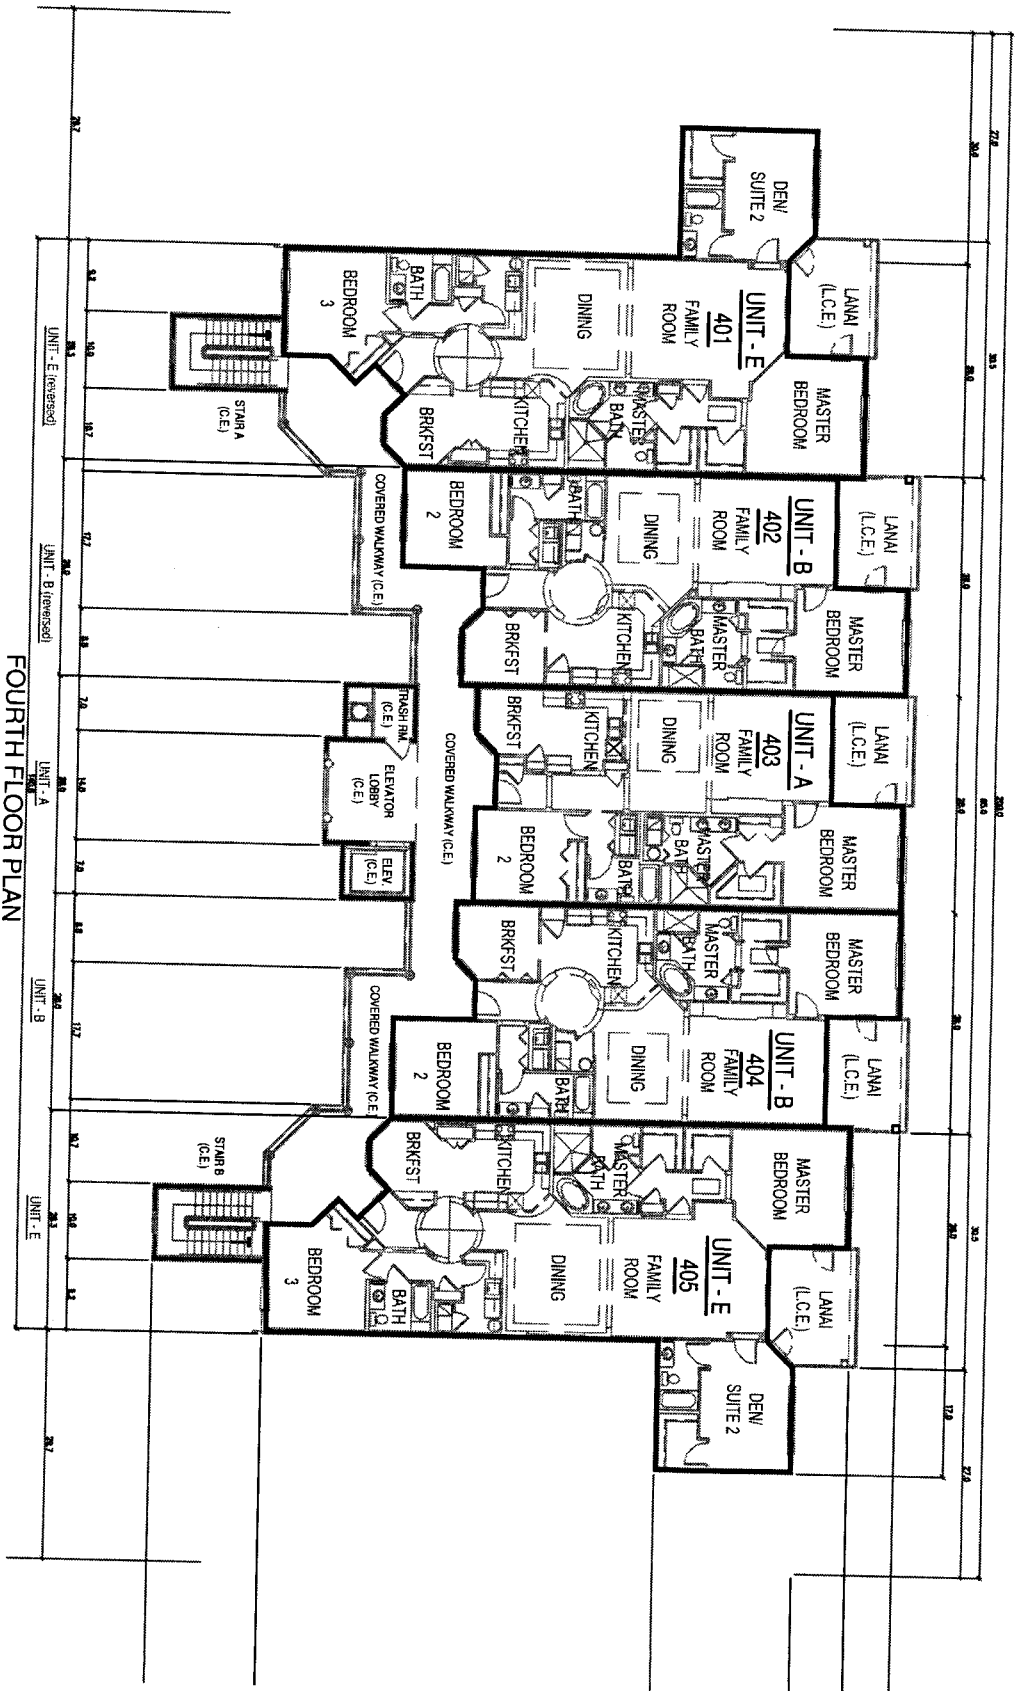 DEN/
SUITE 2
LANAI
(L.C.E.)
UNIT - E
401
FAMILY
ROOM
MASTER
BEDROOM
DINING
MASTER
BATH
KITCHEN
BRKFST
BATH
BEDROOM
3
STAIR A
(C.E.)
LANAI
(L.C.E.)
UNIT - B
402
FAMILY
ROOM
MASTER
BEDROOM
DINING
MASTER
BATH
KITCHEN
BRKFST
BATH
BEDROOM
2
COVERED WALKWAY (C.E.)
LANAI
(L.C.E.)
UNIT - A
403
FAMILY
ROOM
MASTER
BEDROOM
DINING
MASTER
BATH
KITCHEN
BRKFST
BATH
BEDROOM
2
COVERED WALKWAY (C.E.)
TRASH RM.
(C.E.)
ELEVATOR
LOBBY
(C.E.)
ELEV.
(C.E.)
MASTER
BEDROOM
LANAI
(L.C.E.)
UNIT - B
404
FAMILY
ROOM
MASTER
BATH
KITCHEN
BRKFST
DINING
BATH
BEDROOM
2
COVERED WALKWAY (C.E.)
MASTER
BEDROOM
LANAI
(L.C.E.)
UNIT - E
405
FAMILY
ROOM
MASTER
BATH
KITCHEN
BRKFST
DINING
BATH
BEDROOM
3
DEN/
SUITE 2
STAIR B
(C.E.)
UNIT - E (reversed)
UNIT - B (reversed)
UNIT - A
UNIT - B
UNIT - E
FOURTH FLOOR PLAN